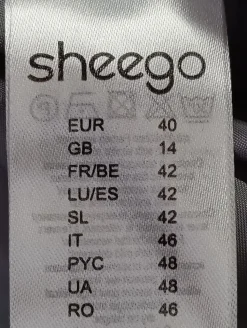 sheego
EUR 40
GB 14
FR/BE 42
LU/ES 42
SL 42
IT 46
PYC 48
UA 48
RO 46